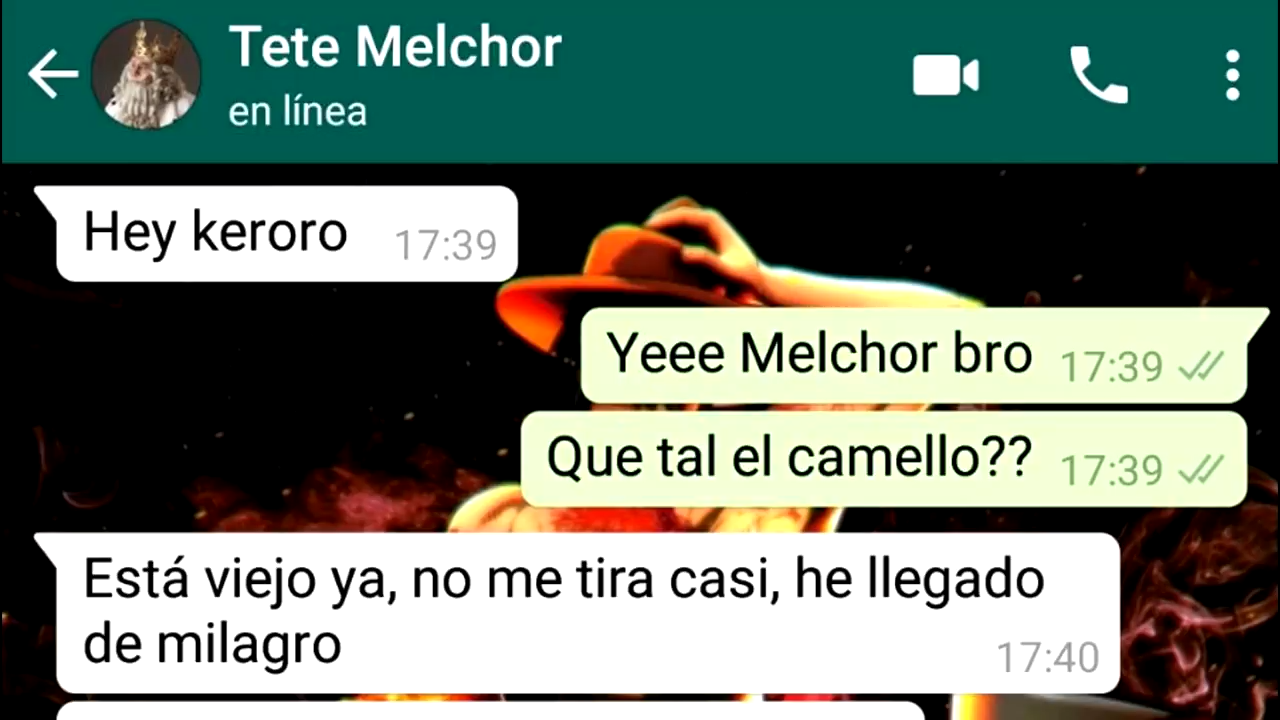 Tete Melchor
en línea
Hey keroro 17:39
Yeee Melchor bro 17:39
Que tal el camello?? 17:39
Está viejo ya, no me tira casi, he llegado
de milagro 17:40